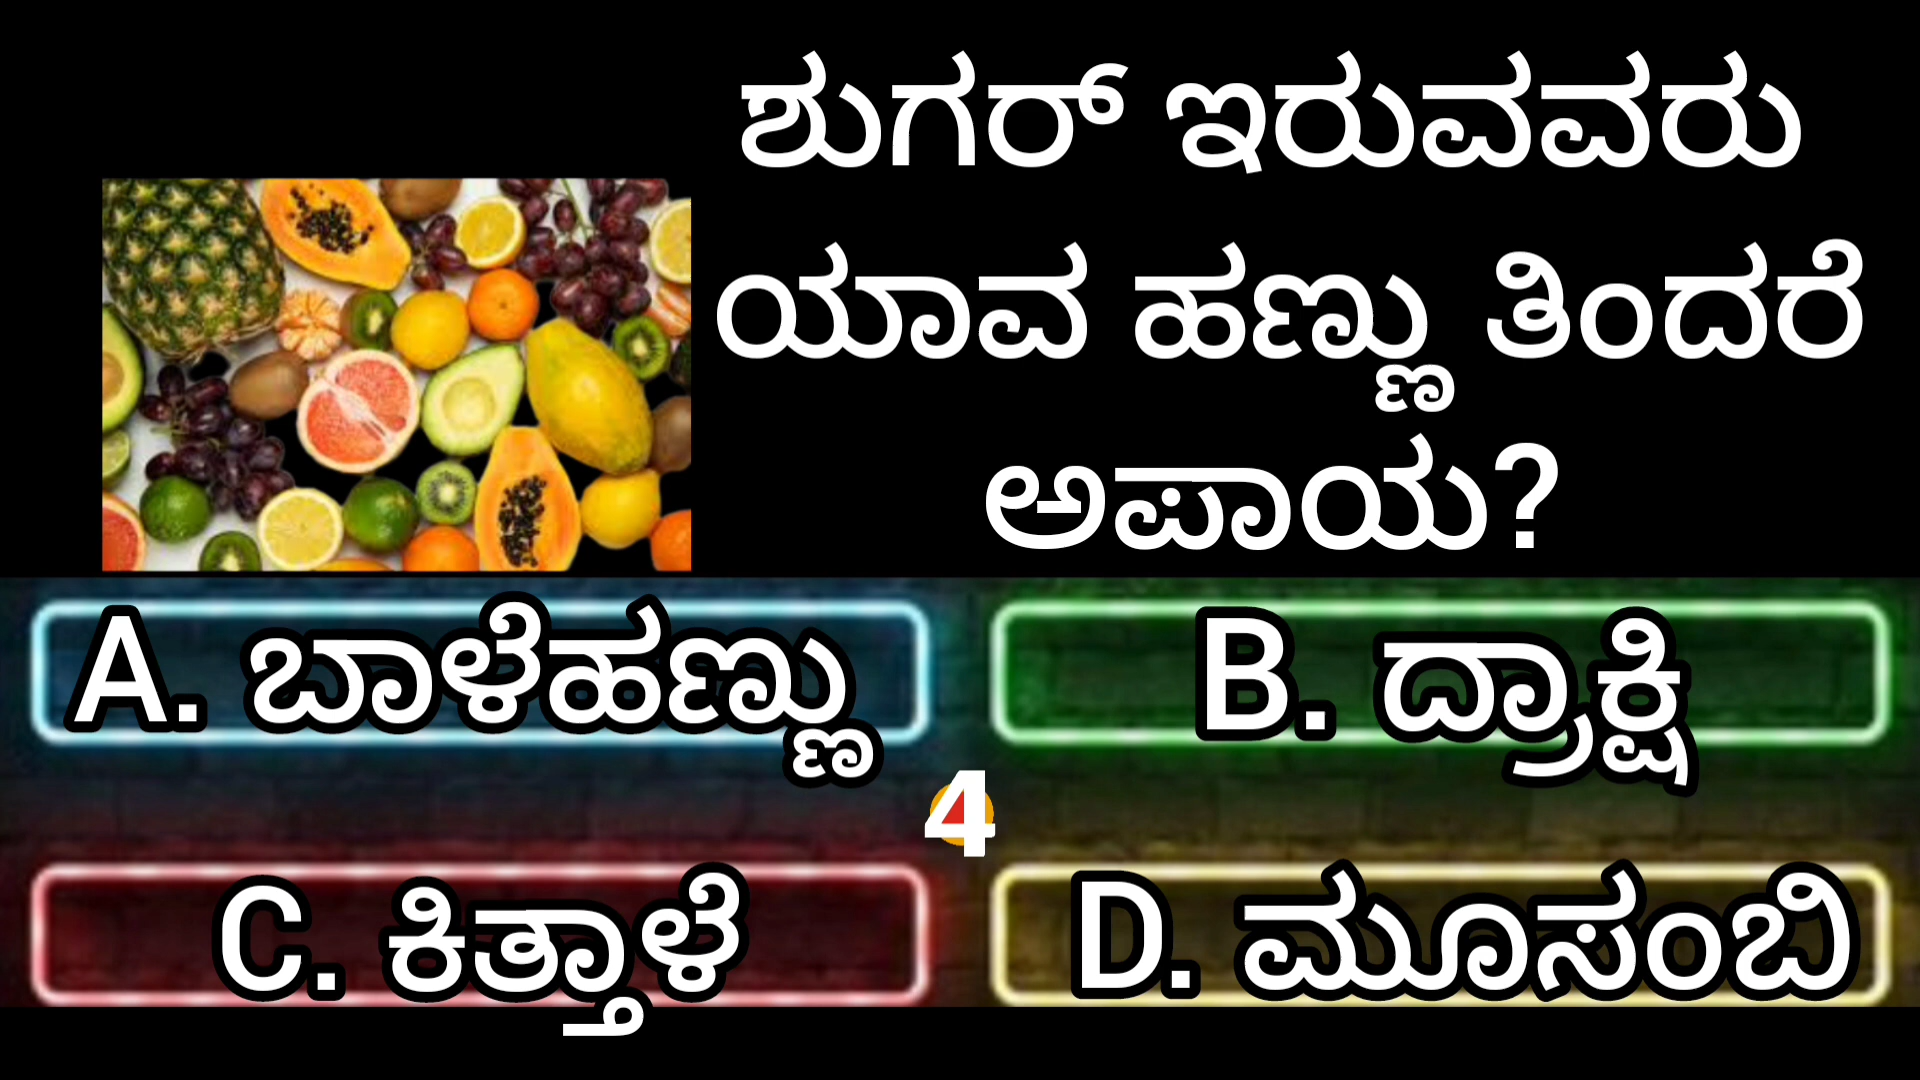 ಶುಗರ್ ಇರುವವರು
ಯಾವ ಹಣ್ಣು ತಿಂದರೆ
ಅಪಾಯ?
A. ಬಾಳೆಹಣ್ಣು
B. ದ್ರಾಕ್ಷಿ
4
C. ಕಿತ್ತಾಳೆ
D. ಮೂಸಂಬಿ